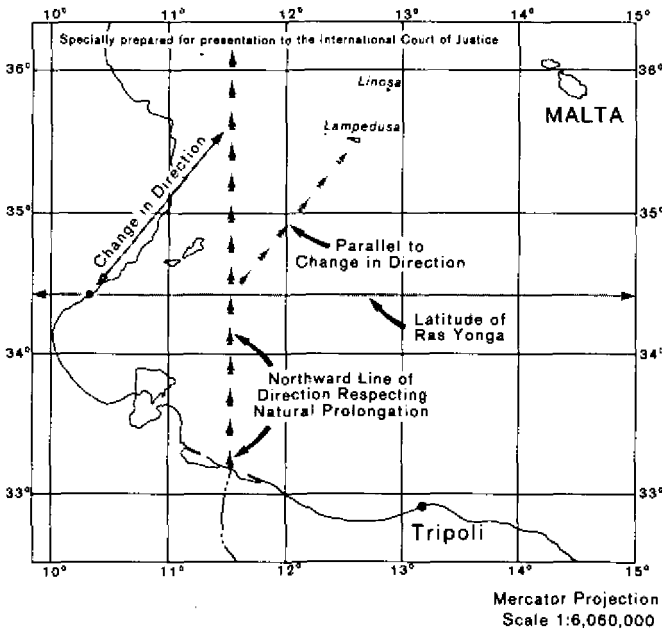 10° 11° 12° 13° 14° 15°
Specially prepared for presentation to the International Court of Justice
36° 36°
Linosa
MALTA
Lampedusa
Change in Direction
35° 35°
Parallel to
Change in Direction
Latitude of
Ras Yonga
34° 34°
Northward Line of
Direction Respecting
Natural Prolongation
33° 33°
Tripoli
10° 11° 12° 13° 14° 15°
Mercator Projection
Scale 1:6,060,000